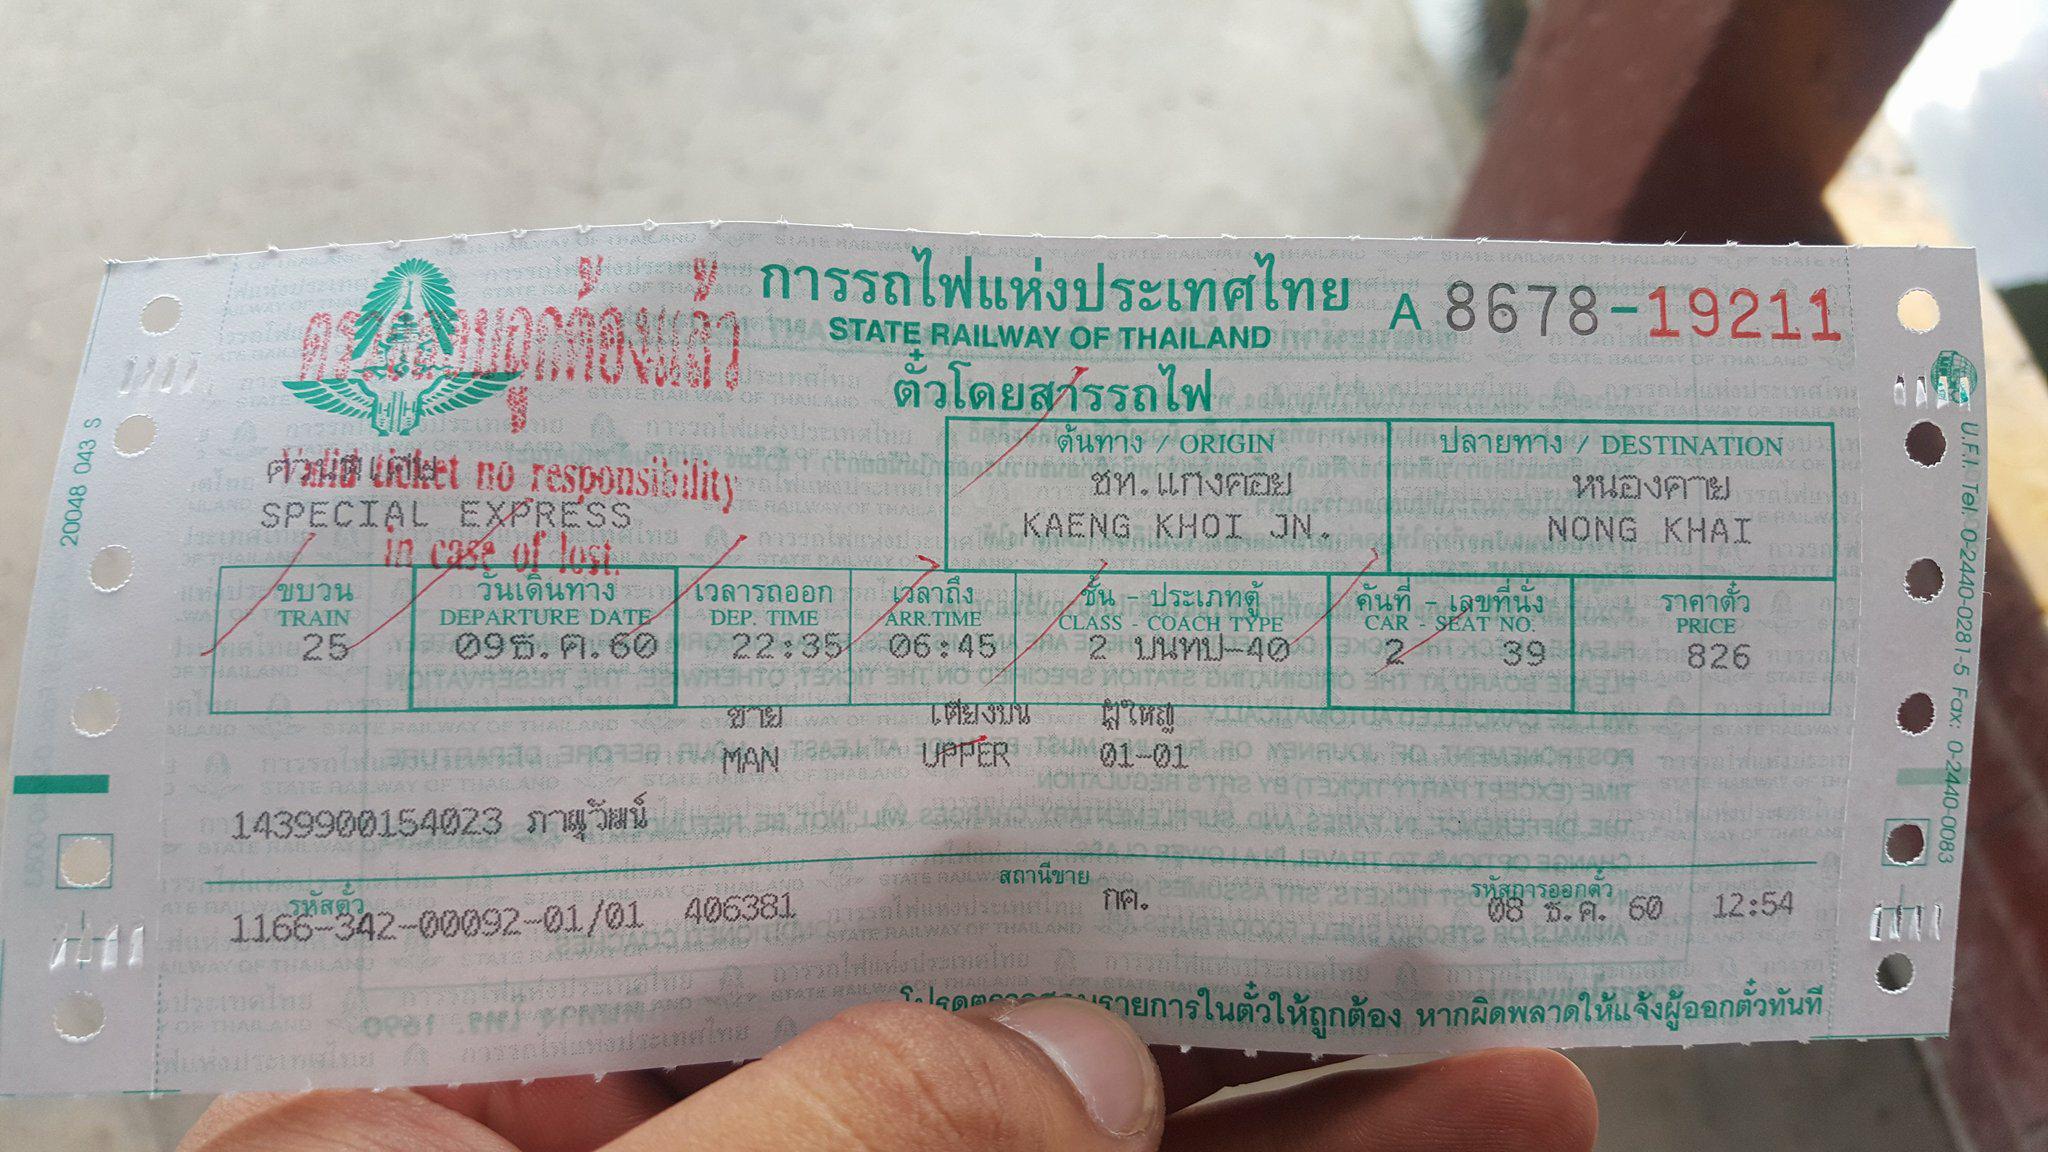 การรถไฟแห่งประเทศไทย
A 8678-19211
STATE RAILWAY OF THAILAND
ตั๋วโดยสารรถไฟ
ตรวจสอบถูกต้องแล้ว
Valid ticket no responsibility
in case of lost.
ด่วนพิเศษ
SPECIAL EXPRESS
ต้นทาง / ORIGIN
ชท.แก่งคอย
KAENG KHOI JN.
ปลายทาง / DESTINATION
หนองคาย
NONG KHAI
ขบวน
TRAIN
25
วันเดินทาง
DEPARTURE DATE
09ธ.ค.60
เวลารถออก
DEP. TIME
22:35
เวลาถึง
ARR.TIME
06:45
ชั้น - ประเภทตู้
CLASS - COACH TYPE
2 บนทป-40
คันที่ - เลขที่นั่ง
CAR - SEAT NO.
2 39
ราคาตั๋ว
PRICE
826
ชาย เตียงบน ผู้ใหญ่
MAN UPPER 01-01
1439900154023 ภาณุวัฒน์
รหัสตั๋ว สถานีขาย รหัสการออกตั๋ว
1166-342-00092-01/01 406381 กค. 08 ธ.ค. 60 12:54
รายการในตั๋วให้ถูกต้อง หากผิดพลาดให้แจ้งผู้ออกตั๋วทันที
20048 043 S
U.F.I. Tel. 0-2440-0281-5 Fax: 0-2440-0083